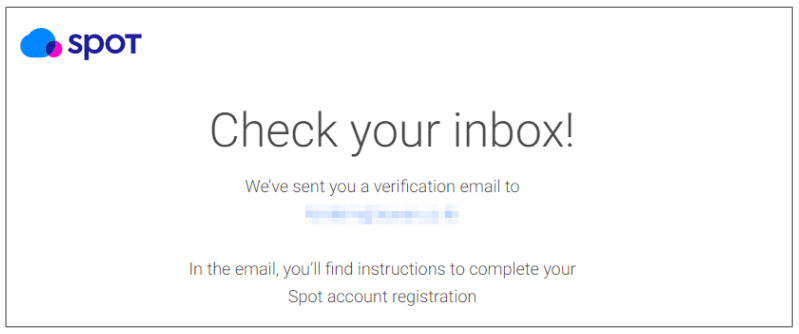 spot
Check your inbox!
We've sent you a verification email to
In the email, you'll find instructions to complete your
Spot account registration